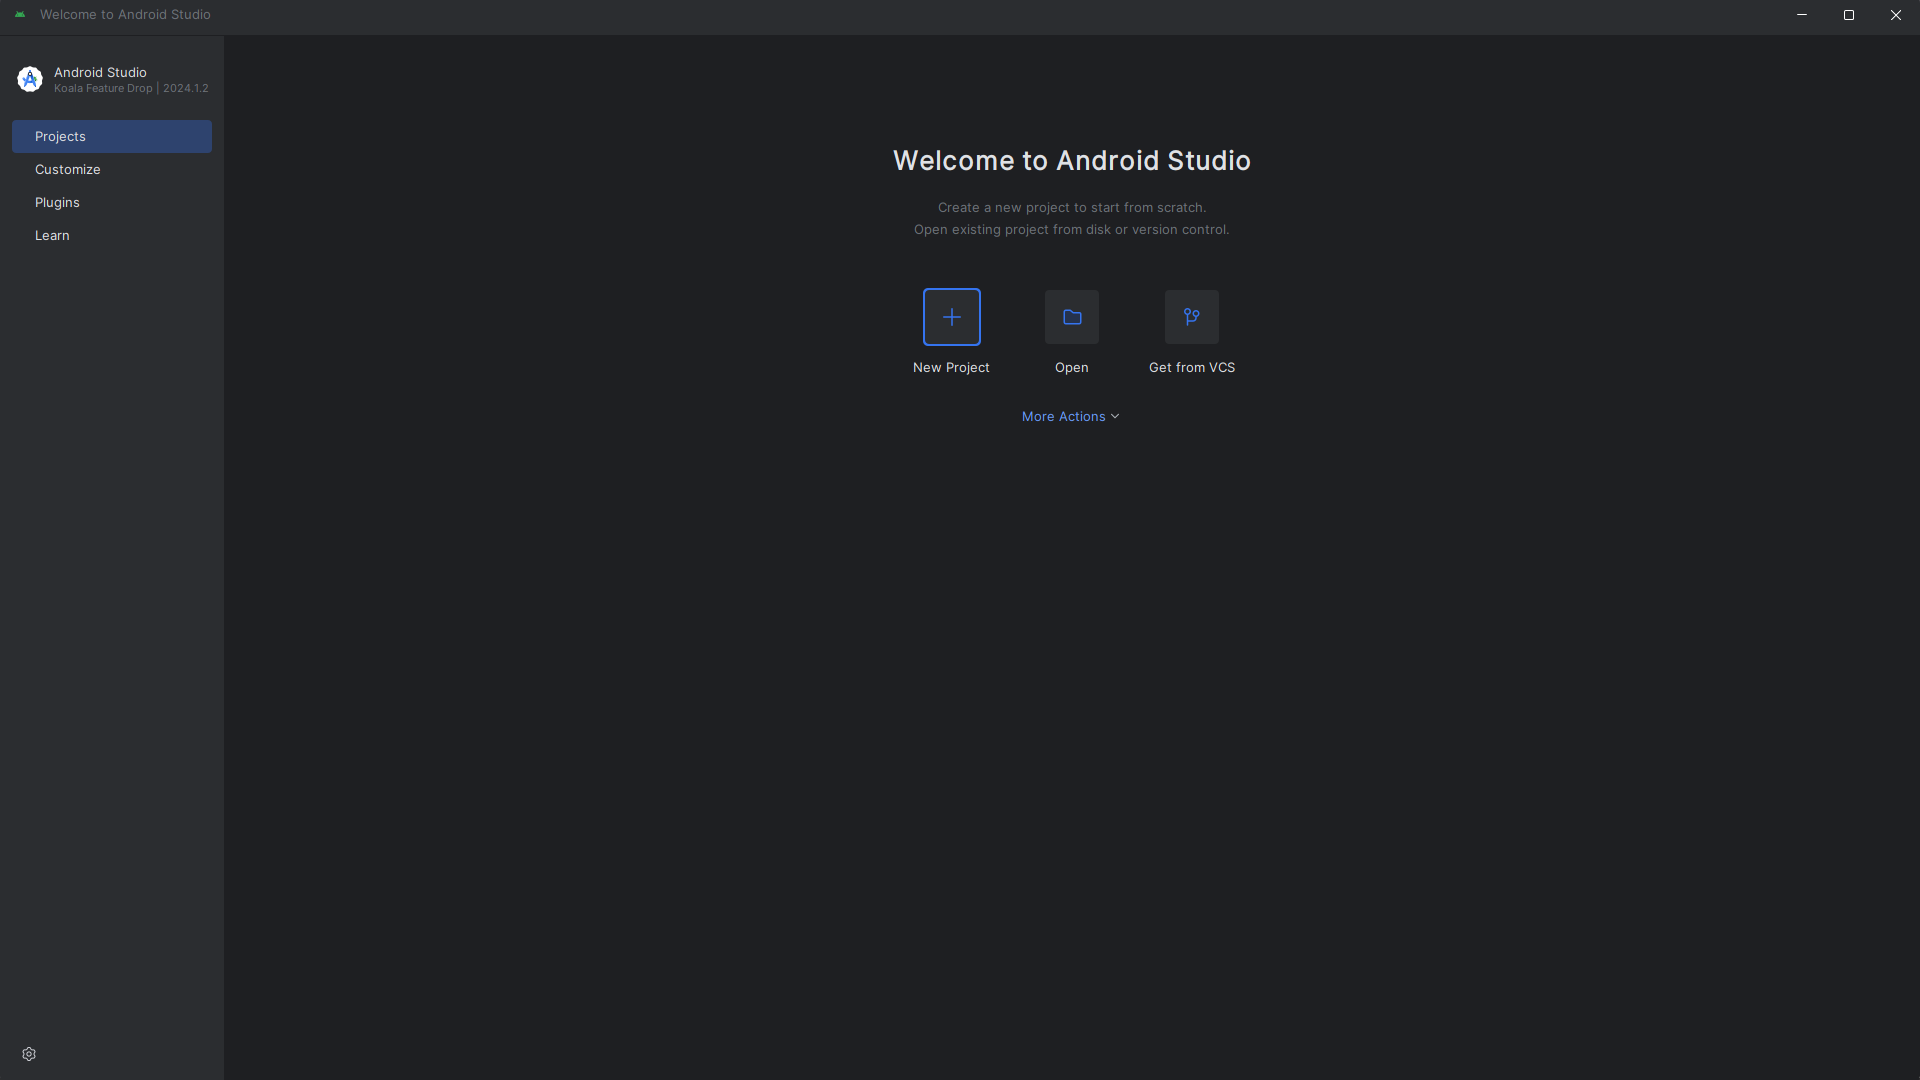 Welcome to Android Studio
Android Studio
Koala Feature Drop | 2024.1.2
Projects
Customize
Plugins
Learn
Welcome to Android Studio
Create a new project to start from scratch.
Open existing project from disk or version control.
New Project
Open
Get from VCS
More Actions